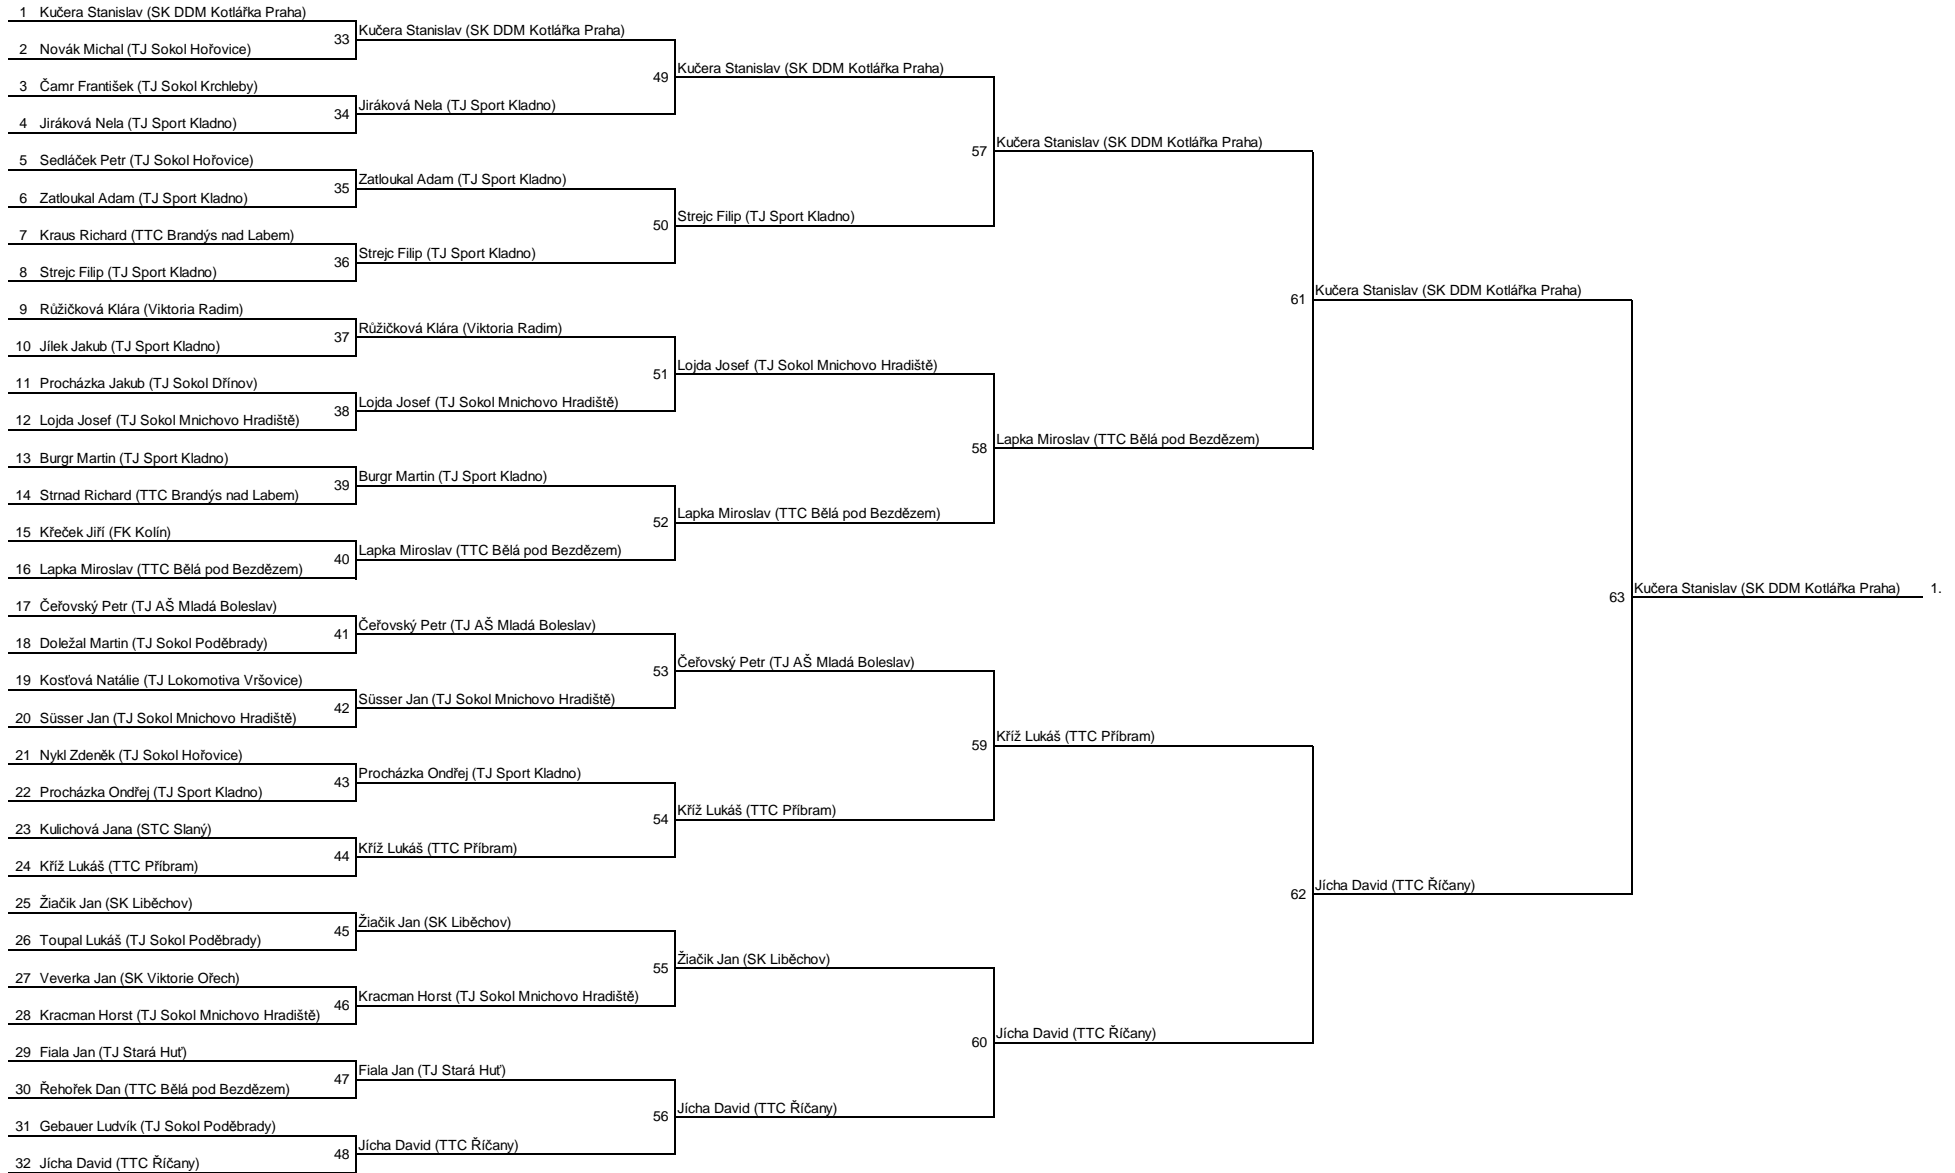 1 Kučera Stanislav (SK DDM Kotlářka Praha)
2 Novák Michal (TJ Sokol Hořovice)
3 Čamr František (TJ Sokol Krchleby)
4 Jiráková Nela (TJ Sport Kladno)
5 Sedláček Petr (TJ Sokol Hořovice)
6 Zatloukal Adam (TJ Sport Kladno)
7 Kraus Richard (TTC Brandýs nad Labem)
8 Strejc Filip (TJ Sport Kladno)
9 Růžičková Klára (Viktoria Radim)
10 Jílek Jakub (TJ Sport Kladno)
11 Procházka Jakub (TJ Sokol Dřínov)
12 Lojda Josef (TJ Sokol Mnichovo Hradiště)
13 Burgr Martin (TJ Sport Kladno)
14 Strnad Richard (TTC Brandýs nad Labem)
15 Křeček Jiří (FK Kolín)
16 Lapka Miroslav (TTC Bělá pod Bezdězem)
17 Čeřovský Petr (TJ AŠ Mladá Boleslav)
18 Doležal Martin (TJ Sokol Poděbrady)
19 Kosťová Natálie (TJ Lokomotiva Vršovice)
20 Süsser Jan (TJ Sokol Mnichovo Hradiště)
21 Nykl Zdeněk (TJ Sokol Hořovice)
22 Procházka Ondřej (TJ Sport Kladno)
23 Kulichová Jana (STC Slaný)
24 Kříž Lukáš (TTC Příbram)
25 Žiačik Jan (SK Liběchov)
26 Toupal Lukáš (TJ Sokol Poděbrady)
27 Veverka Jan (SK Viktorie Ořech)
28 Kracman Horst (TJ Sokol Mnichovo Hradiště)
29 Fiala Jan (TJ Stará Huť)
30 Řehořek Dan (TTC Bělá pod Bezdězem)
31 Gebauer Ludvík (TJ Sokol Poděbrady)
32 Jícha David (TTC Říčany)
33 Kučera Stanislav (SK DDM Kotlářka Praha)
34 Jiráková Nela (TJ Sport Kladno)
35 Zatloukal Adam (TJ Sport Kladno)
36 Strejc Filip (TJ Sport Kladno)
37 Růžičková Klára (Viktoria Radim)
38 Lojda Josef (TJ Sokol Mnichovo Hradiště)
39 Burgr Martin (TJ Sport Kladno)
40 Lapka Miroslav (TTC Bělá pod Bezdězem)
41 Čeřovský Petr (TJ AŠ Mladá Boleslav)
42 Süsser Jan (TJ Sokol Mnichovo Hradiště)
43 Procházka Ondřej (TJ Sport Kladno)
44 Kříž Lukáš (TTC Příbram)
45 Žiačik Jan (SK Liběchov)
46 Kracman Horst (TJ Sokol Mnichovo Hradiště)
47 Fiala Jan (TJ Stará Huť)
48 Jícha David (TTC Říčany)
49 Kučera Stanislav (SK DDM Kotlářka Praha)
50 Strejc Filip (TJ Sport Kladno)
51 Lojda Josef (TJ Sokol Mnichovo Hradiště)
52 Lapka Miroslav (TTC Bělá pod Bezdězem)
53 Čeřovský Petr (TJ AŠ Mladá Boleslav)
54 Kříž Lukáš (TTC Příbram)
55 Žiačik Jan (SK Liběchov)
56 Jícha David (TTC Říčany)
57 Kučera Stanislav (SK DDM Kotlářka Praha)
58 Lapka Miroslav (TTC Bělá pod Bezdězem)
59 Kříž Lukáš (TTC Příbram)
60 Jícha David (TTC Říčany)
61 Kučera Stanislav (SK DDM Kotlářka Praha)
62 Jícha David (TTC Říčany)
63 Kučera Stanislav (SK DDM Kotlářka Praha) 1.